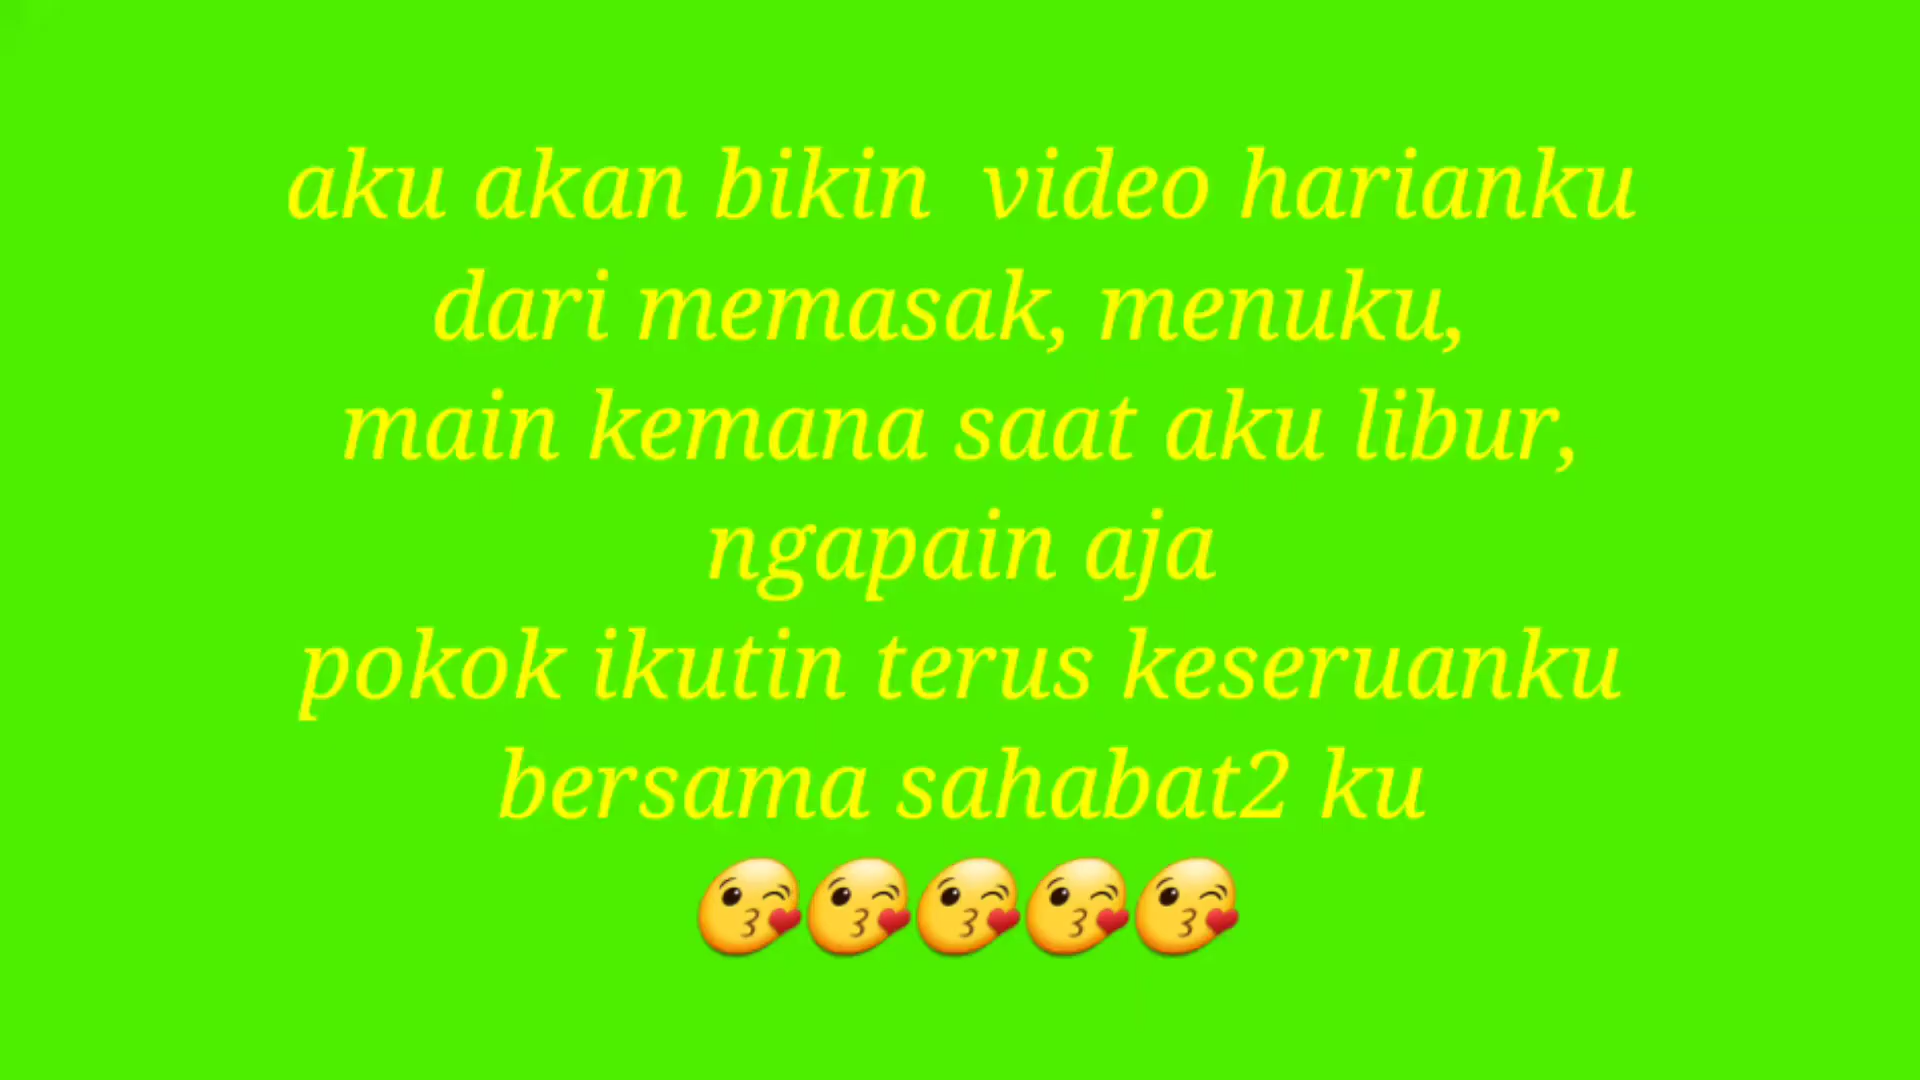 aku akan bikin  video harianku
dari memasak, menuku,
main kemana saat aku libur,
ngapain aja
pokok ikutin terus keseruanku
bersama sahabat2 ku
😘😘😘😘😘